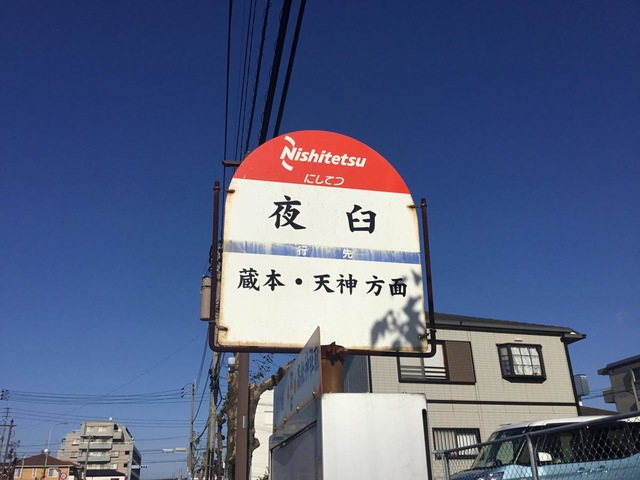 Nishitetsu
にしてつ
夜臼
行先
蔵本・天神方面